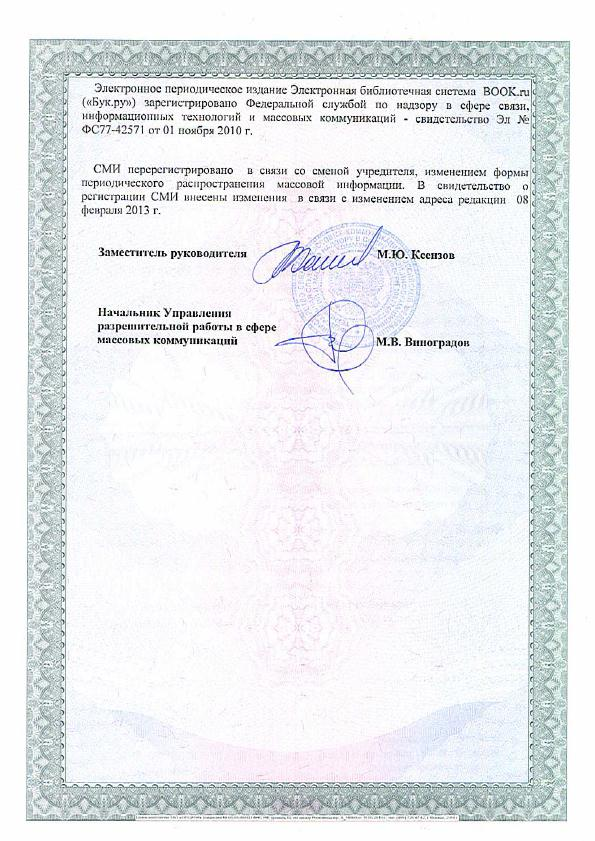 Электронное периодическое издание Электронная библиотечная система BOOK.ru
(«Бук.ру») зарегистрировано Федеральной службой по надзору в сфере связи,
информационных технологий и массовых коммуникаций - свидетельство Эл №
ФС77-42571 от 01 ноября 2010 г.
СМИ перерегистрировано в связи со сменой учредителя, изменением формы
периодического распространения массовой информации. В свидетельство о
регистрации СМИ внесены изменения в связи с изменением адреса редакции 08
февраля 2013 г.
Заместитель руководителя М.Ю. Ксензов
Начальник Управления
разрешительной работы в сфере
массовых коммуникаций М.В. Виноградов